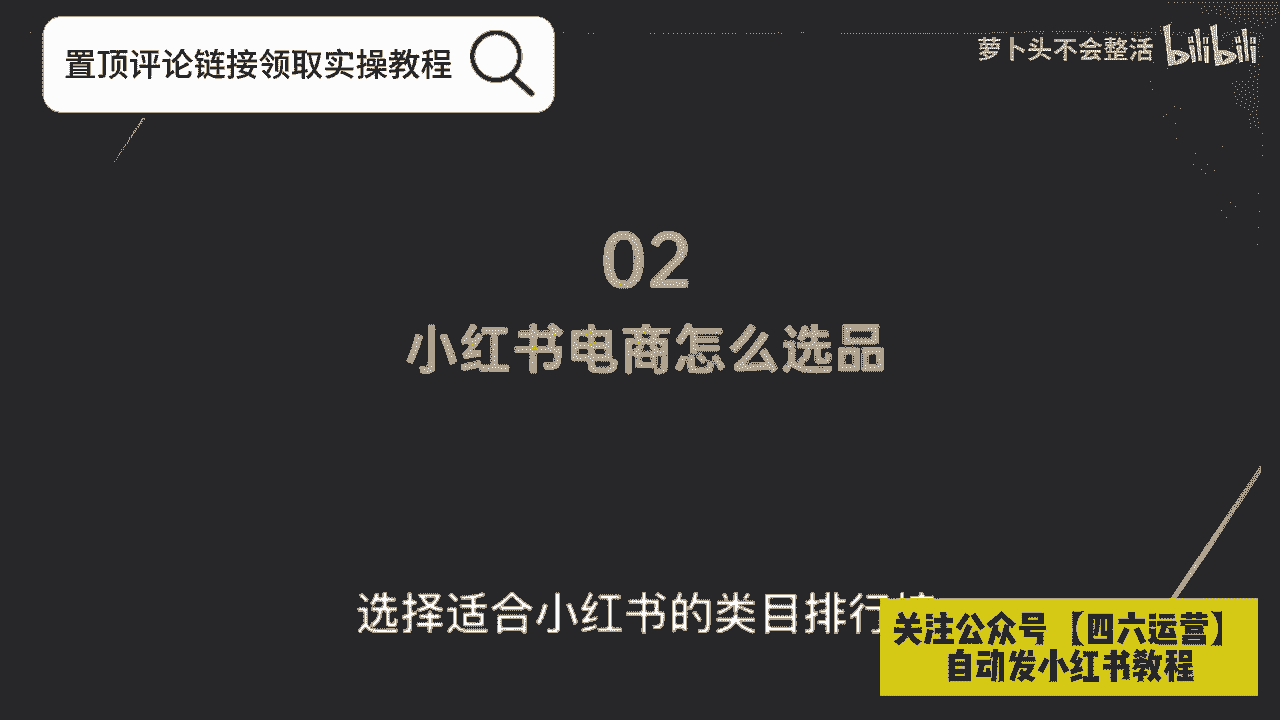 置顶评论链接领取实操教程
萝卜头不会整活 bilibili
02
小红书电商怎么选品
选择适合小红书的类目排行
关注公众号【四六运营】
自动发小红书教程